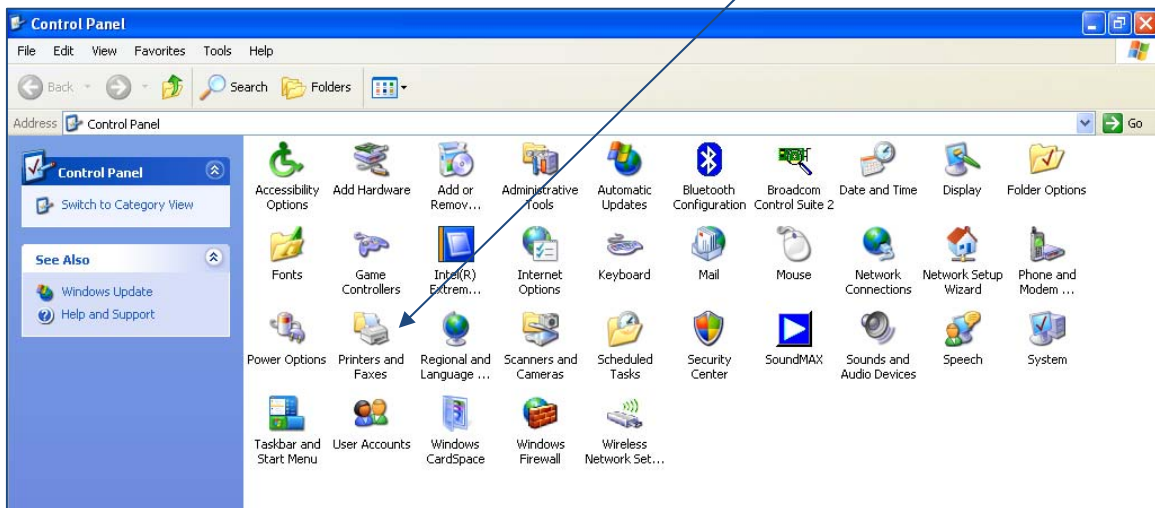 Control Panel
File Edit View Favorites Tools Help
Back Search Folders
Address Control Panel Go
Control Panel
Switch to Category View
See Also
Windows Update
Help and Support
Accessibility Options
Add Hardware
Add or Remov...
Administrative Tools
Automatic Updates
Bluetooth Configuration
Broadcom Control Suite 2
Date and Time
Display
Folder Options
Fonts
Game Controllers
Intel(R) Extrem...
Internet Options
Keyboard
Mail
Mouse
Network Connections
Network Setup Wizard
Phone and Modem ...
Power Options
Printers and Faxes
Regional and Language ...
Scanners and Cameras
Scheduled Tasks
Security Center
SoundMAX
Sounds and Audio Devices
Speech
System
Taskbar and Start Menu
User Accounts
Windows CardSpace
Windows Firewall
Wireless Network Set...